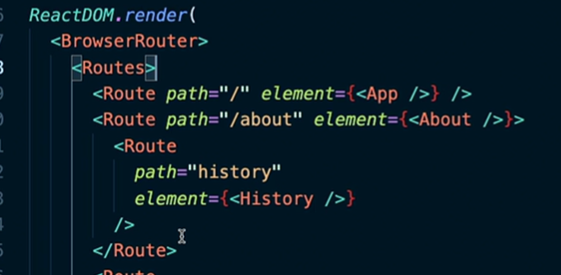 ReactDOM.render(
<BrowserRouter>
<Routes>
<Route path="/" element={<App />} />
<Route path="/about" element={<About />}>
<Route
path="history"
element={<History />}
/>
</Route>
<Route